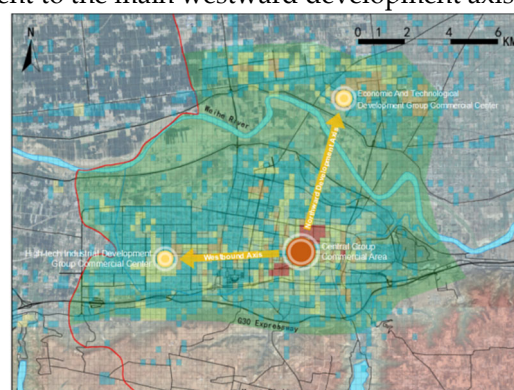 ent to the main westward development axis
N
0 1 2 4 6
KM
Economic And Technological
Development Group Commercial Center
Weihe River
High-tech Industrial Development
Group Commercial Center
Westbound Axis
Central Group
Commercial Area
G30 Expressway